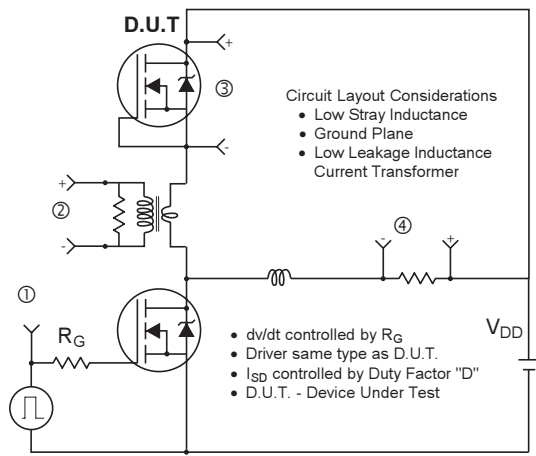 D.U.T
+
③
-
Circuit Layout Considerations
• Low Stray Inductance
• Ground Plane
• Low Leakage Inductance
Current Transformer
+
②
-
④
- +
①
RG
VDD
• dv/dt controlled by RG
• Driver same type as D.U.T.
• ISD controlled by Duty Factor "D"
• D.U.T. - Device Under Test